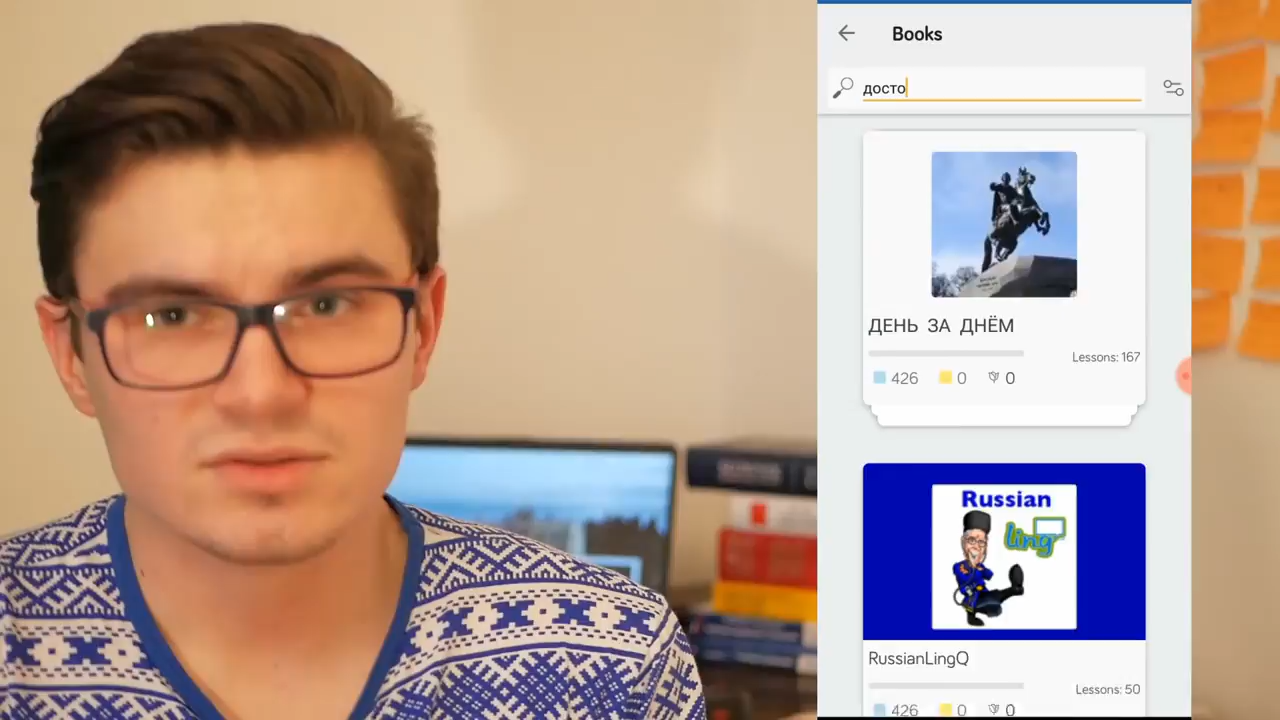 Books
досто
ДЕНЬ ЗА ДНЁМ
Lessons: 167
426 0 0
Russian
ling
RussianLingQ
Lessons: 50
426 0 0